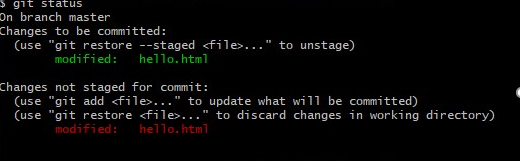 $ git status
On branch master
Changes to be committed:
  (use "git restore --staged <file>..." to unstage)
        modified:   hello.html

Changes not staged for commit:
  (use "git add <file>..." to update what will be committed)
  (use "git restore <file>..." to discard changes in working directory)
        modified:   hello.html